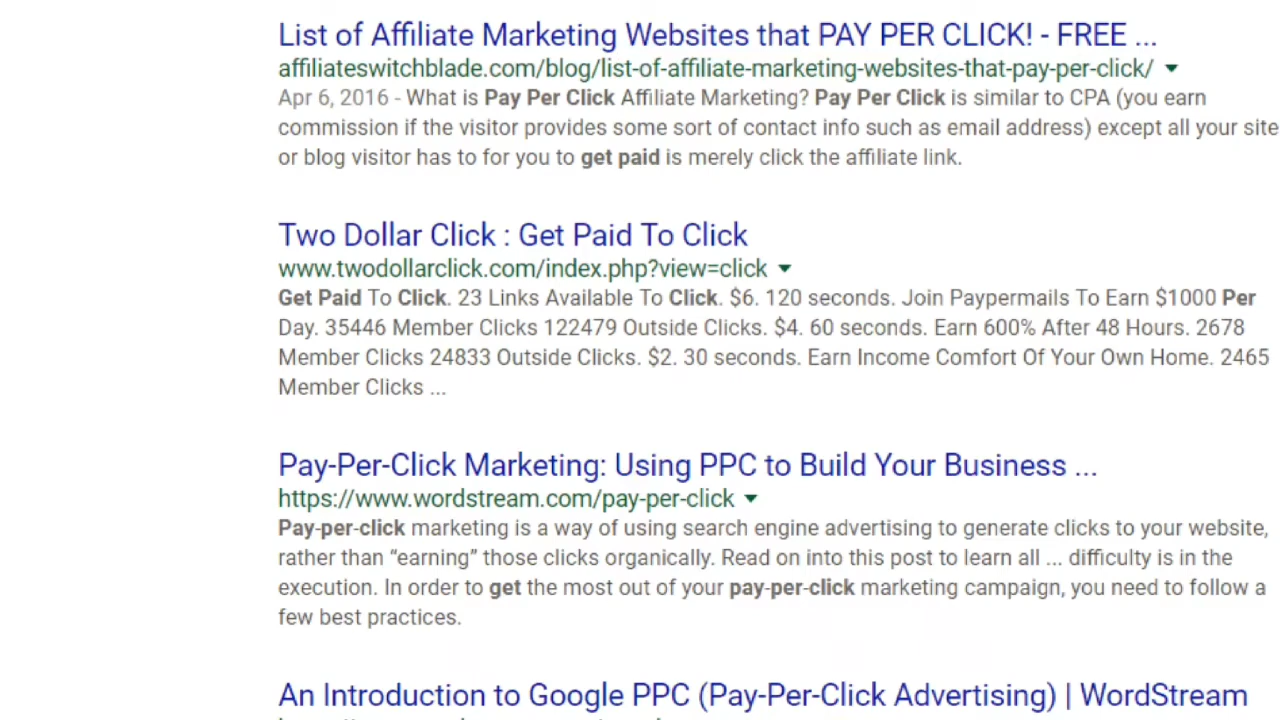 List of Affiliate Marketing Websites that PAY PER CLICK! - FREE ...
affiliateswitchblade.com/blog/list-of-affiliate-marketing-websites-that-pay-per-click/
Apr 6, 2016 - What is Pay Per Click Affiliate Marketing? Pay Per Click is similar to CPA (you earn
commission if the visitor provides some sort of contact info such as email address) except all your site
or blog visitor has to for you to get paid is merely click the affiliate link.
Two Dollar Click : Get Paid To Click
www.twodollarclick.com/index.php?view=click
Get Paid To Click. 23 Links Available To Click. $6. 120 seconds. Join Paypermails To Earn $1000 Per
Day. 35446 Member Clicks 122479 Outside Clicks. $4. 60 seconds. Earn 600% After 48 Hours. 2678
Member Clicks 24833 Outside Clicks. $2. 30 seconds. Earn Income Comfort Of Your Own Home. 2465
Member Clicks ...
Pay-Per-Click Marketing: Using PPC to Build Your Business ...
https://www.wordstream.com/pay-per-click
Pay-per-click marketing is a way of using search engine advertising to generate clicks to your website,
rather than “earning” those clicks organically. Read on into this post to learn all ... difficulty is in the
execution. In order to get the most out of your pay-per-click marketing campaign, you need to follow a
few best practices.
An Introduction to Google PPC (Pay-Per-Click Advertising) | WordStream